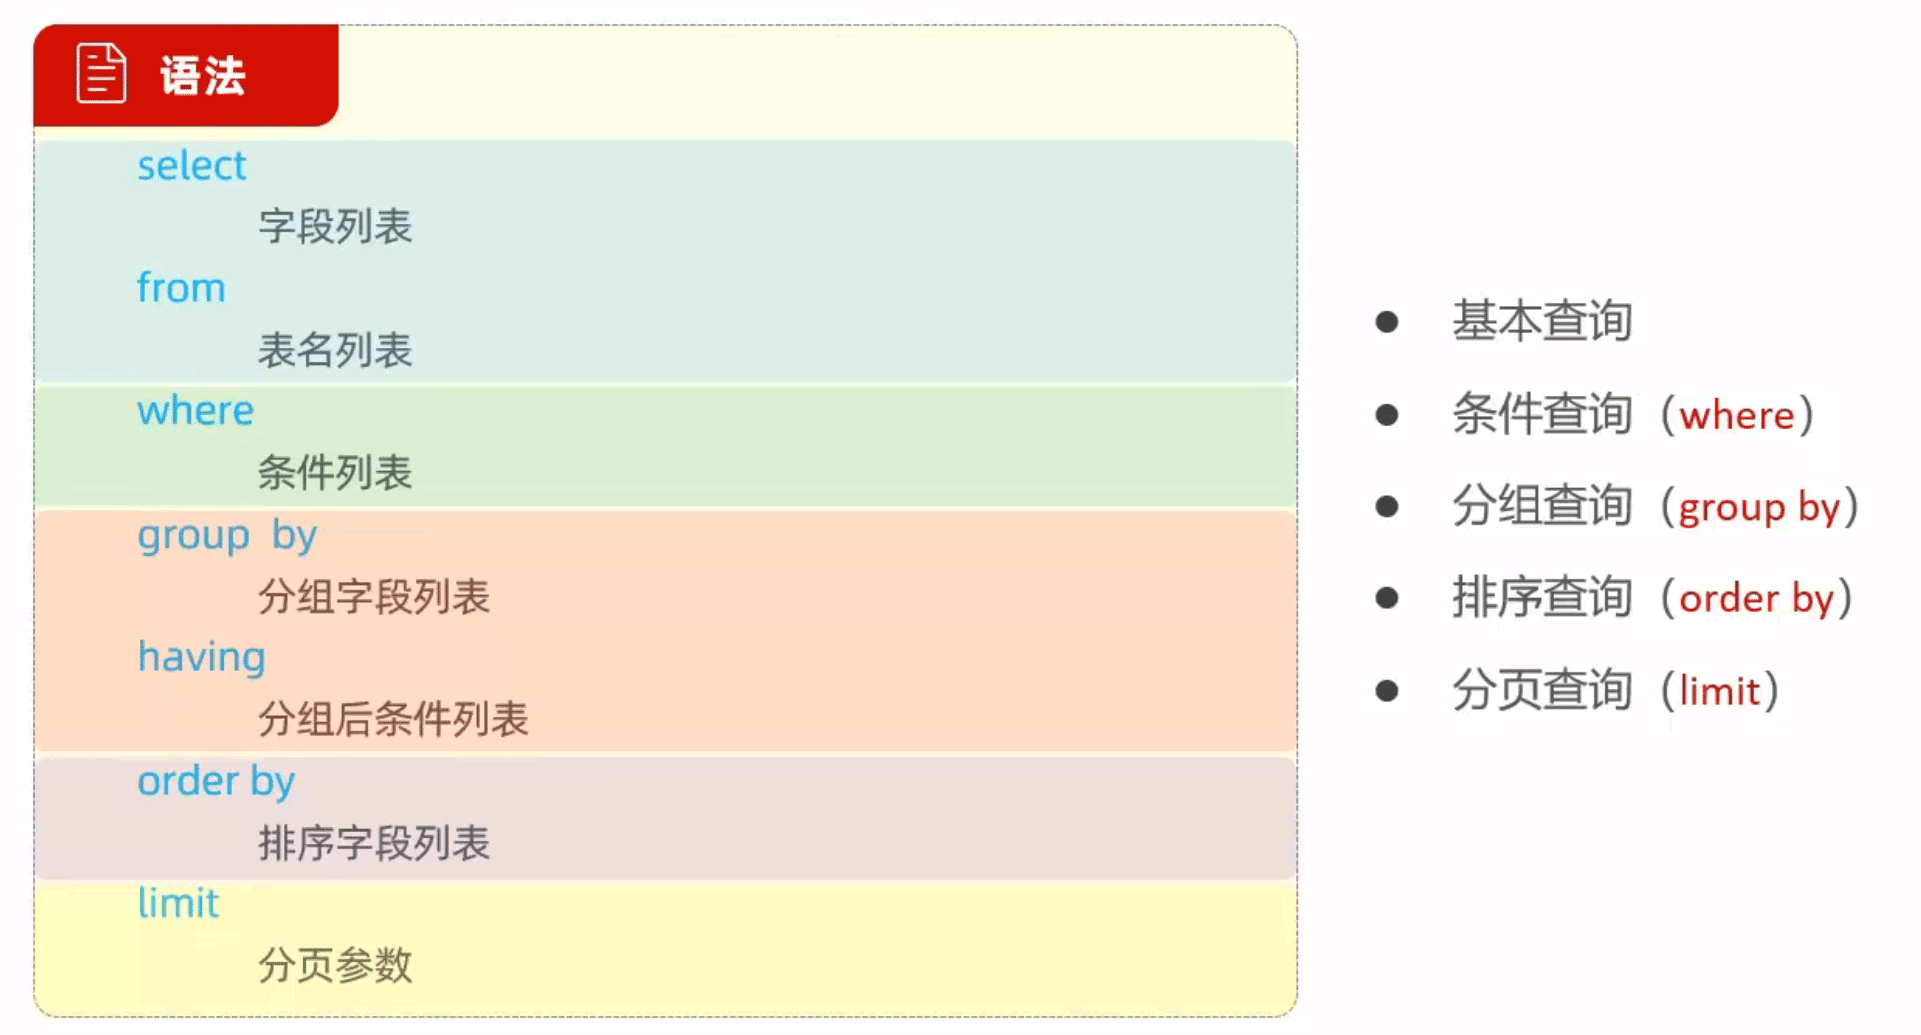 语法
select
字段列表
from
表名列表
where
条件列表
group by
分组字段列表
having
分组后条件列表
order by
排序字段列表
limit
分页参数
● 基本查询
● 条件查询（where）
● 分组查询（group by）
● 排序查询（order by）
● 分页查询（limit）